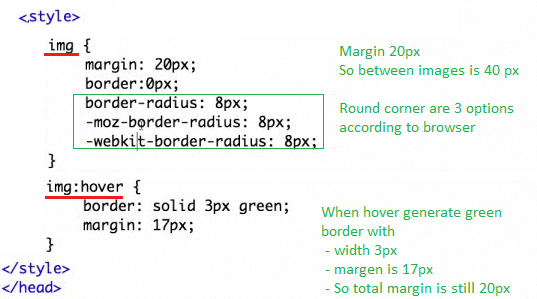 <style>
img {
margin: 20px;
border:0px;
border-radius: 8px;
-moz-border-radius: 8px;
-webkit-border-radius: 8px;
}
img:hover {
border: solid 3px green;
margin: 17px;
}
</style>
</head>
Margin 20px
So between images is 40 px
Round corner are 3 options
according to browser
When hover generate green
border with
- width 3px
- margen is 17px
- So total margin is still 20px